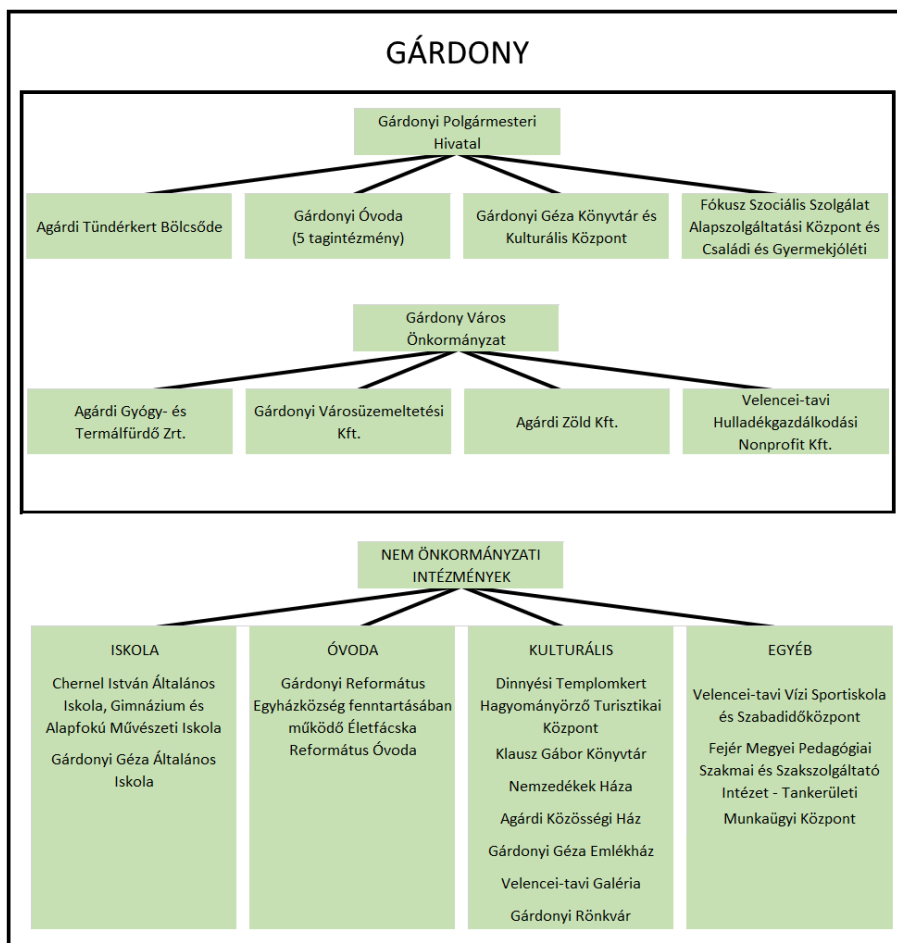 GÁRDONY
Gárdonyi Polgármesteri
Hivatal
Agárdi Tündérkert Bölcsőde
Gárdonyi Óvoda
(5 tagintézmény)
Gárdonyi Géza Könyvtár és
Kulturális Központ
Fókusz Szociális Szolgálat
Alapszolgáltatási Központ és
Családi és Gyermekjóléti
Gárdony Város
Önkormányzat
Agárdi Gyógy- és
Termálfürdő Zrt.
Gárdonyi Városüzemeltetési
Kft.
Agárdi Zöld Kft.
Velencei-tavi
Hulladékgazdálkodási
Nonprofit Kft.
NEM ÖNKORMÁNYZATI
INTÉZMÉNYEK
ISKOLA
Chernel István Általános
Iskola, Gimnázium és
Alapfokú Művészeti Iskola
Gárdonyi Géza Általános
Iskola
ÓVODA
Gárdonyi Református
Egyházközség fenntartásában
működő Életfácska
Református Óvoda
KULTURÁLIS
Dinnyési Templomkert
Hagyományörző Turisztikai
Központ
Klausz Gábor Könyvtár
Nemzedékek Háza
Agárdi Közösségi Ház
Gárdonyi Géza Emlékház
Velencei-tavi Galéria
Gárdonyi Rönkvár
EGYÉB
Velencei-tavi Vízi Sportiskola
és Szabadidőközpont
Fejér Megyei Pedagógiai
Szakmai és Szakszolgáltató
Intézet - Tankerületi
Munkaügyi Központ